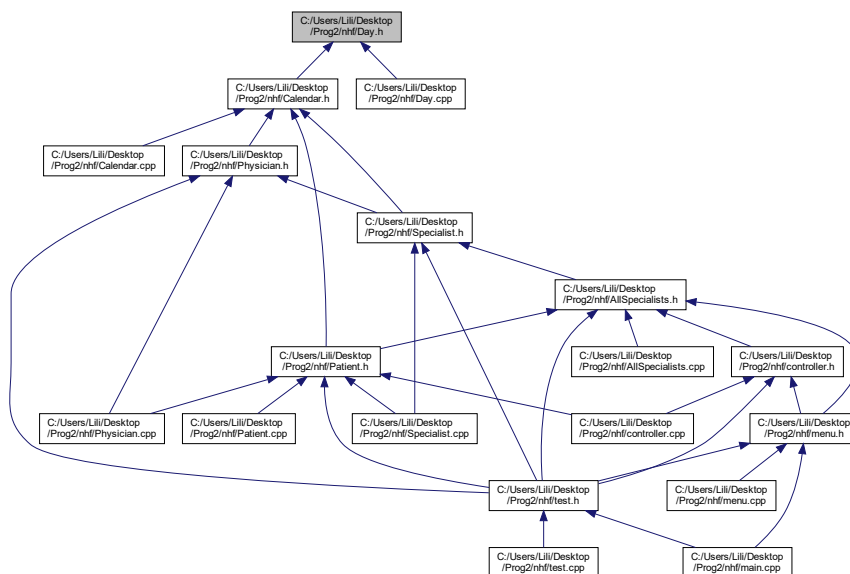 C:/Users/Lili/Desktop
/Prog2/nhf/Day.h
C:/Users/Lili/Desktop
/Prog2/nhf/Calendar.h
C:/Users/Lili/Desktop
/Prog2/nhf/Day.cpp
C:/Users/Lili/Desktop
/Prog2/nhf/Calendar.cpp
C:/Users/Lili/Desktop
/Prog2/nhf/Physician.h
C:/Users/Lili/Desktop
/Prog2/nhf/Specialist.h
C:/Users/Lili/Desktop
/Prog2/nhf/AllSpecialists.h
C:/Users/Lili/Desktop
/Prog2/nhf/Patient.h
C:/Users/Lili/Desktop
/Prog2/nhf/AllSpecialists.cpp
C:/Users/Lili/Desktop
/Prog2/nhf/controller.h
C:/Users/Lili/Desktop
/Prog2/nhf/Physician.cpp
C:/Users/Lili/Desktop
/Prog2/nhf/Patient.cpp
C:/Users/Lili/Desktop
/Prog2/nhf/Specialist.cpp
C:/Users/Lili/Desktop
/Prog2/nhf/controller.cpp
C:/Users/Lili/Desktop
/Prog2/nhf/menu.h
C:/Users/Lili/Desktop
/Prog2/nhf/test.h
C:/Users/Lili/Desktop
/Prog2/nhf/menu.cpp
C:/Users/Lili/Desktop
/Prog2/nhf/test.cpp
C:/Users/Lili/Desktop
/Prog2/nhf/main.cpp